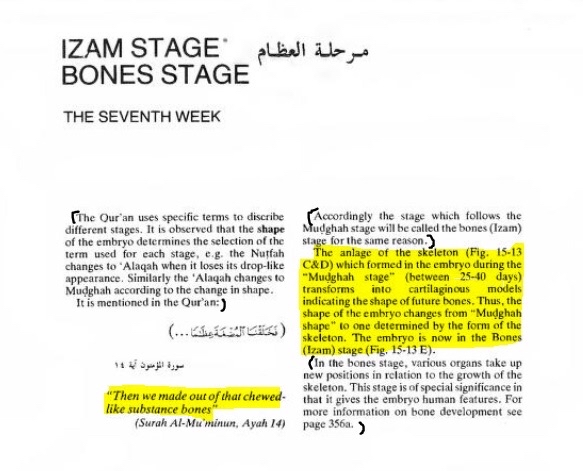 IZAM STAGE* مرحلة العظام
BONES STAGE
THE SEVENTH WEEK
The Qur'an uses specific terms to discribe
different stages. It is observed that the shape
of the embryo determines the selection of the
term used for each stage, e.g. the Nutfah
changes to 'Alaqah when it loses its drop-like
appearance. Similarly the 'Alaqah changes to
Mudghah according to the change in shape.
It is mentioned in the Qur'an:)
(فَخَلَقْنَا ٱلْمُضْغَةَ عِظَٰمًا...)
سورة المؤمنون آية ١٤
"Then we made out of that chewed-
like substance bones"
(Surah Al-Mu'minun, Ayah 14)
(Accordingly the stage which follows the
Mudghah stage will be called the bones (Izam)
stage for the same reason.)
The anlage of the skeleton (Fig. 15-13
C&D) which formed in the embryo during the
"Mudghah stage" (between 25-40 days)
transforms into cartilaginous models
indicating the shape of future bones. Thus, the
shape of the embryo changes from "Mudghah
shape" to one determined by the form of the
skeleton. The embryo is now in the Bones
(Izam) stage (Fig. 15-13 E).
(In the bones stage, various organs take up
new positions in relation to the growth of the
skeleton. This stage is of special significance in
that it gives the embryo human features. For
more information on bone development see
page 356a. )